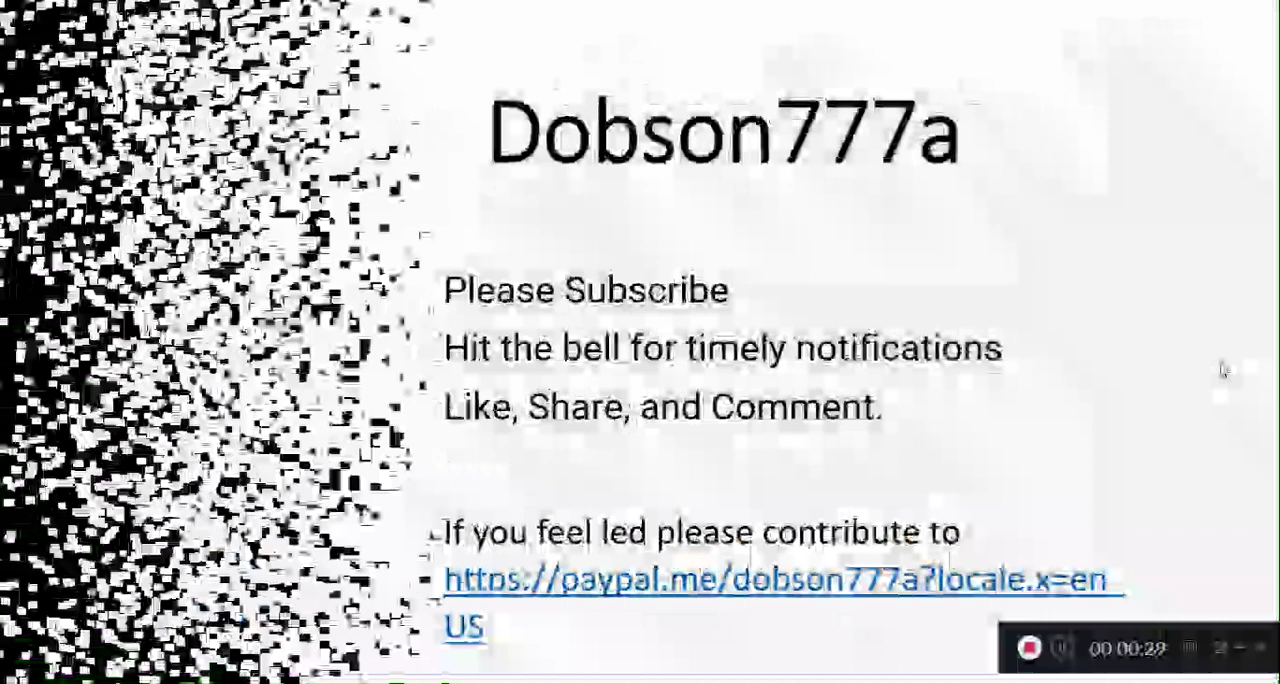 Dobson777a
Please Subscribe
Hit the bell for timely notifications
Like, Share, and Comment.
If you feel led please contribute to
https://paypal.me/dobson777a?locale.x=en_
US
00:00:29